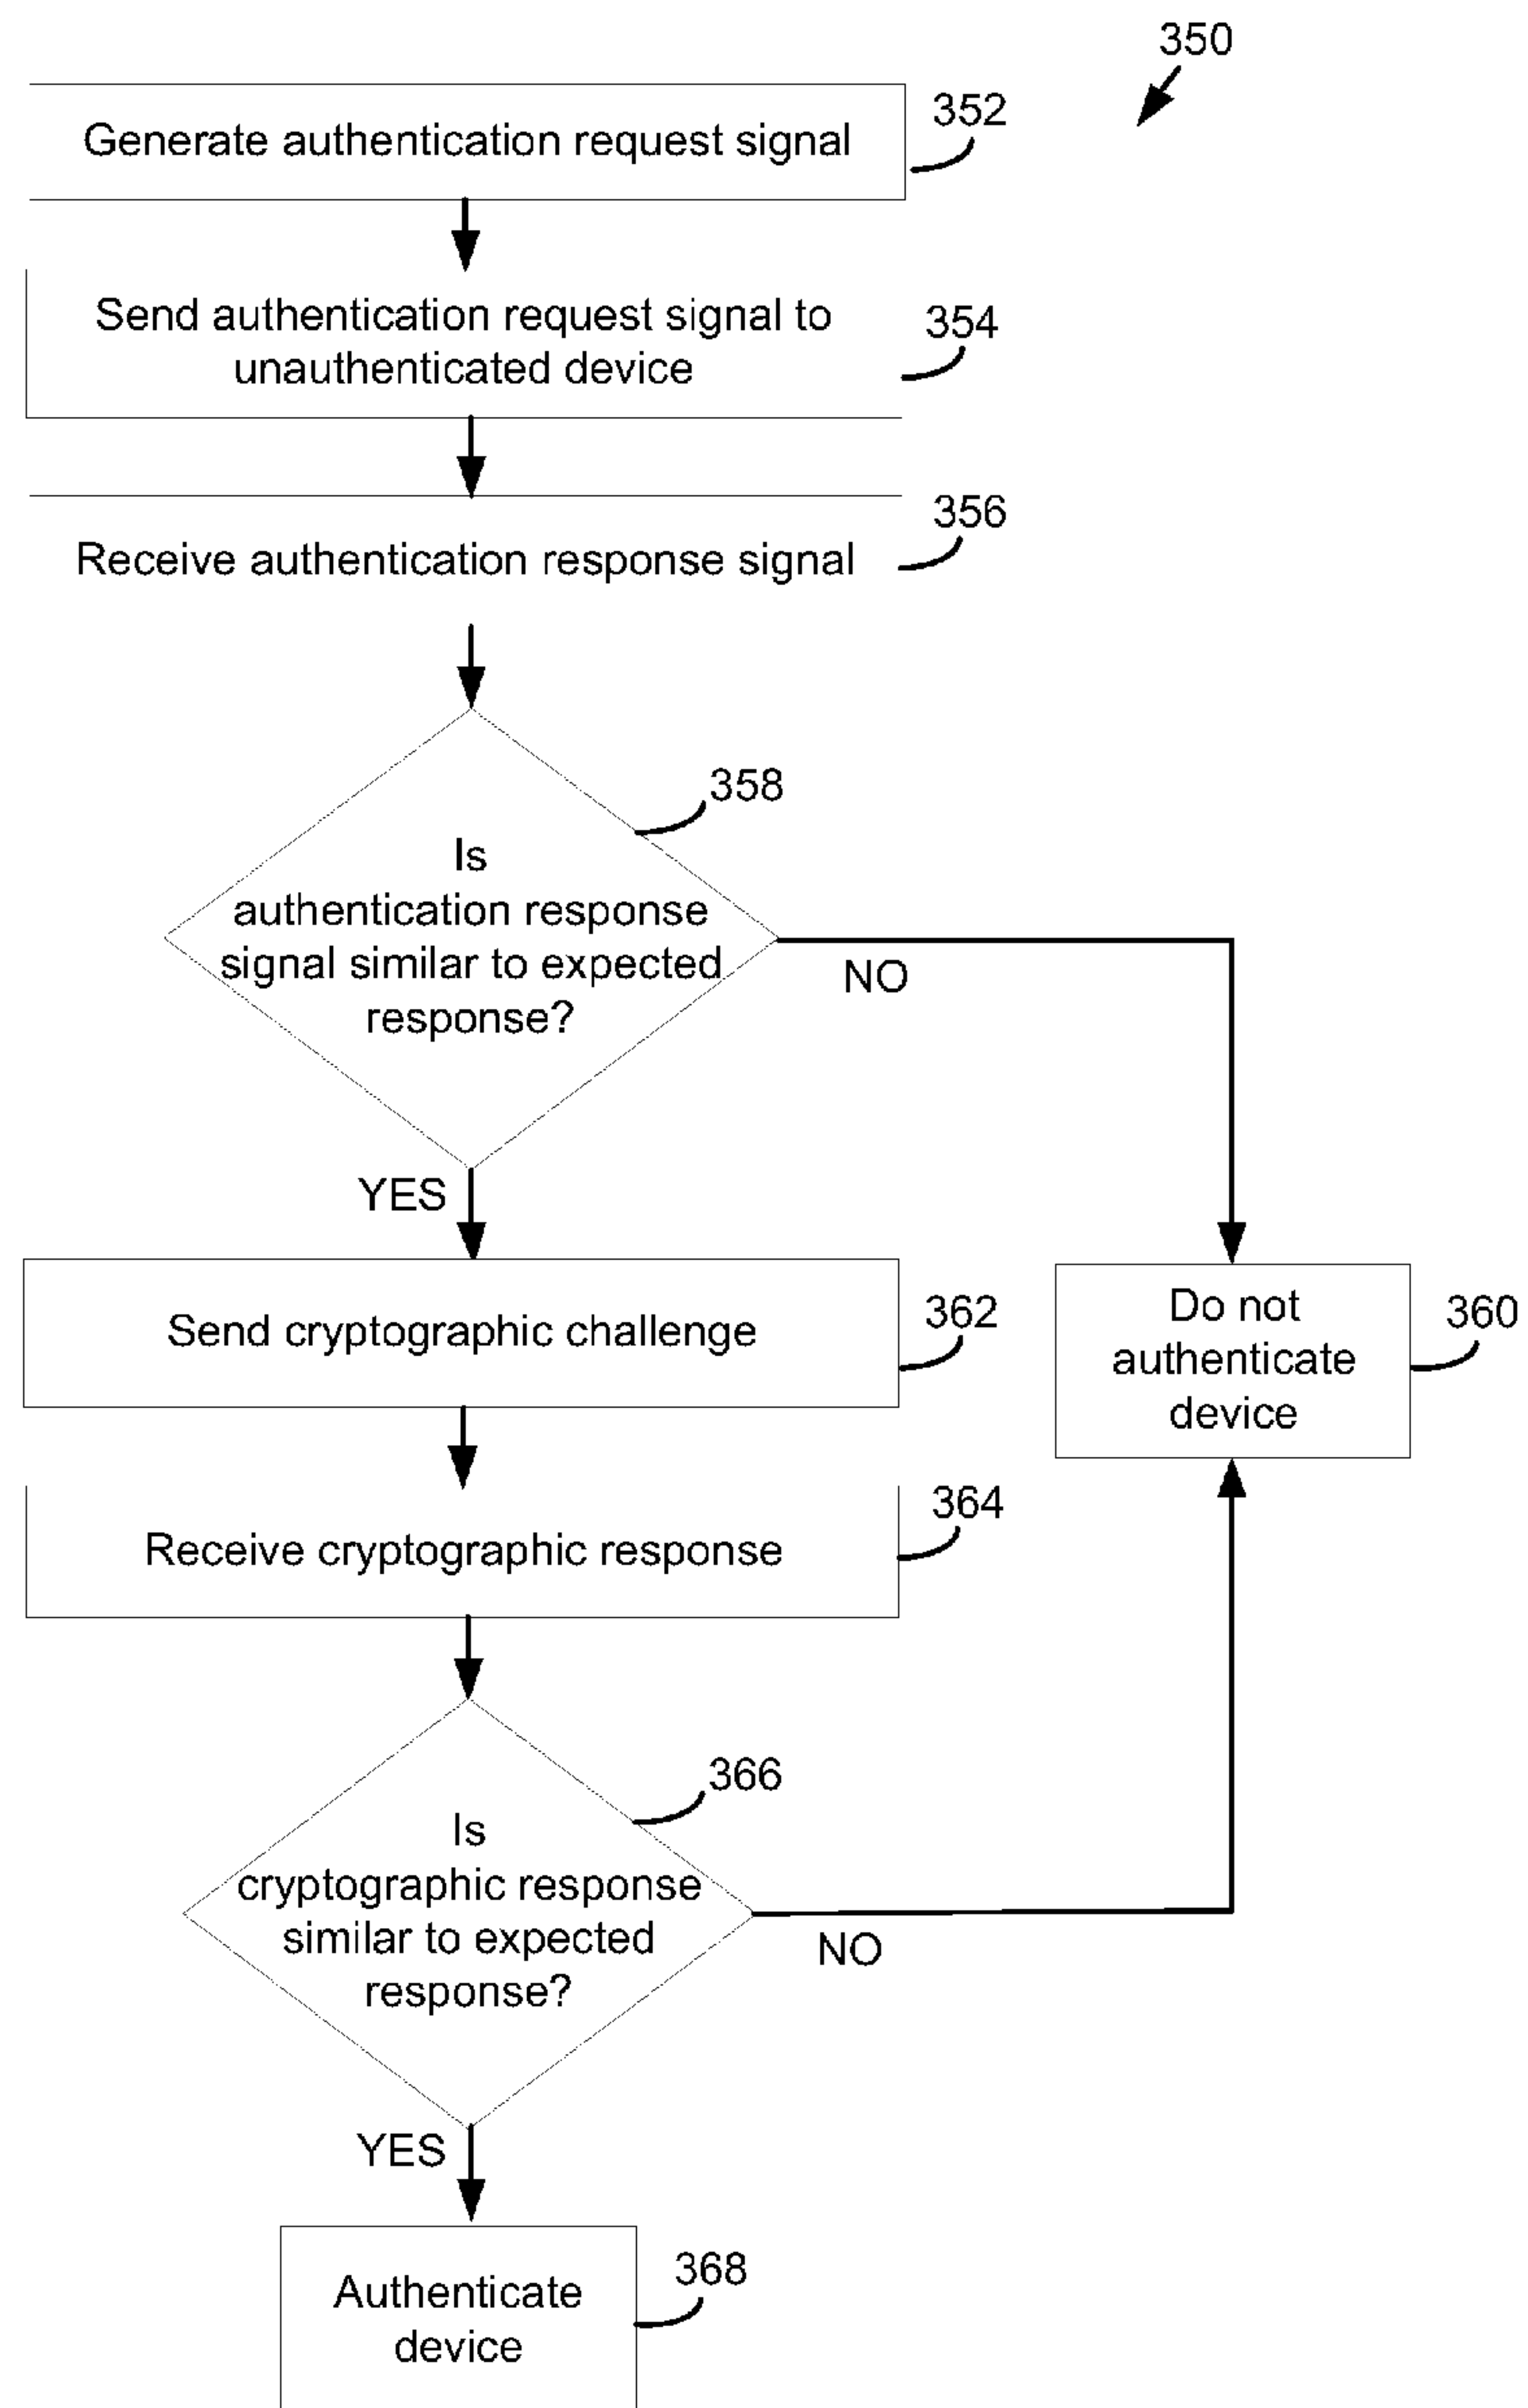 350
Generate authentication request signal
352
Send authentication request signal to
unauthenticated device
354
Receive authentication response signal
356
358
Is
authentication response
signal similar to expected
response?
NO
YES
Send cryptographic challenge
362
Do not
authenticate
device
360
Receive cryptographic response
364
366
Is
cryptographic response
similar to expected
response?
NO
YES
Authenticate
device
368